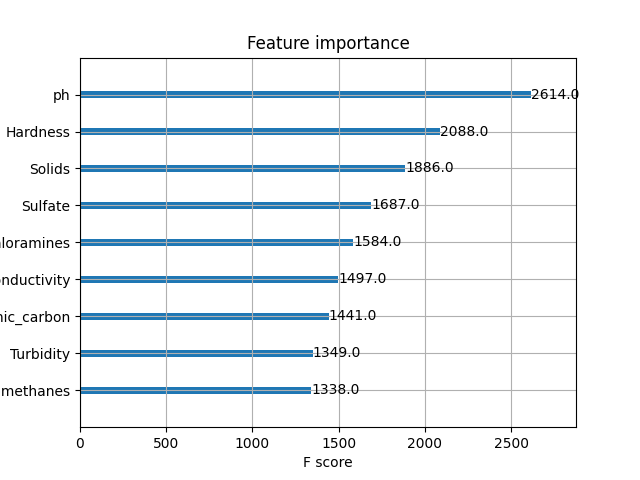 Feature importance
ph 2614.0
Hardness 2088.0
Solids 1886.0
Sulfate 1687.0
loramines 1584.0
onductivity 1497.0
nic_carbon 1441.0
Turbidity 1349.0
methanes 1338.0
0 500 1000 1500 2000 2500
F score